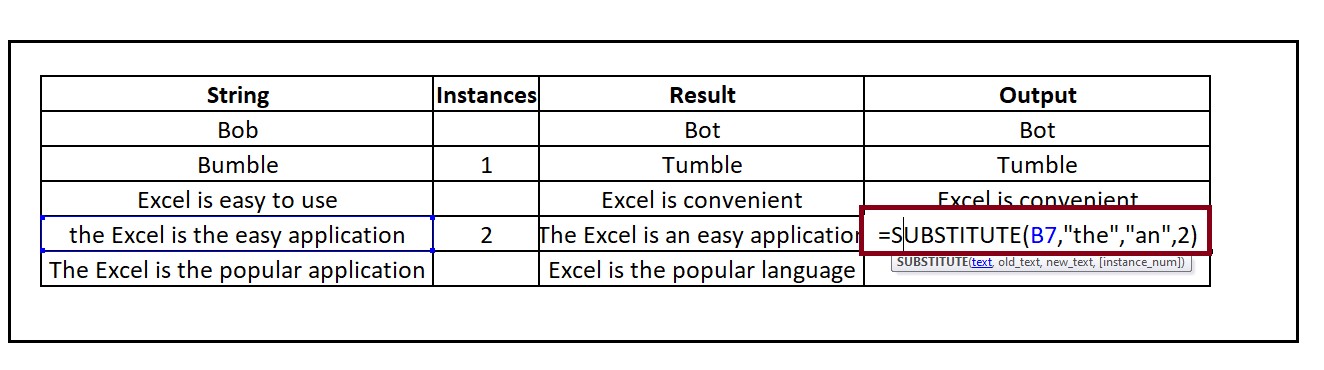 String Instances Result Output
Bob Bot Bot
Bumble 1 Tumble Tumble
Excel is easy to use Excel is convenient Excel is convenient
the Excel is the easy application 2 The Excel is an easy application =SUBSTITUTE(B7,"the","an",2)
SUBSTITUTE(text, old_text, new_text, [instance_num])
The Excel is the popular application Excel is the popular language